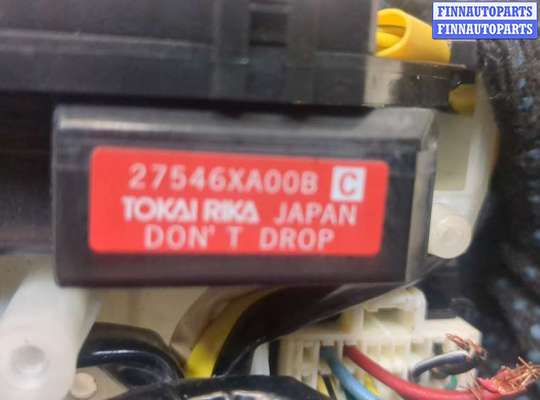 FINNAUTOPARTS
FINNAUTOPARTS
27546XA00B C
TOKAI RIKA JAPAN
DON'T DROP